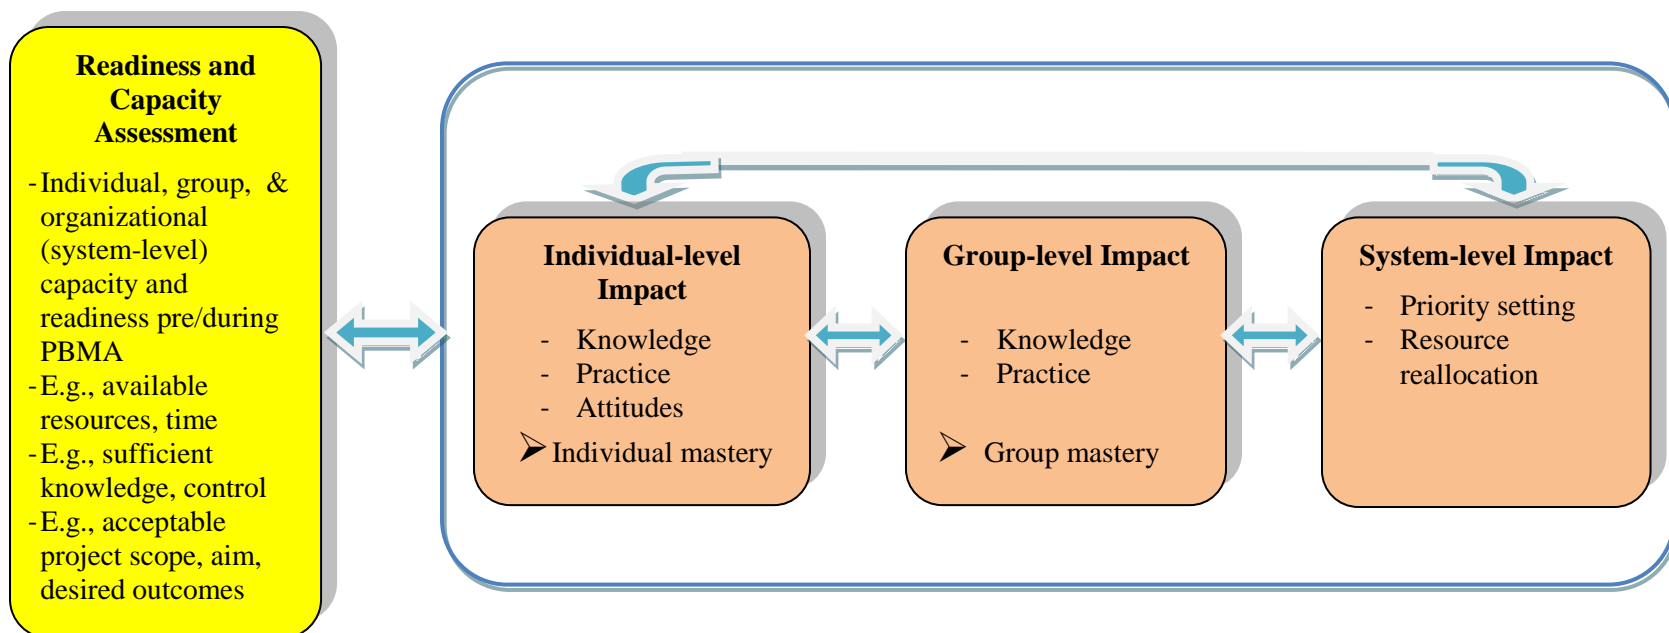 Readiness and
Capacity
Assessment
-Individual, group, &
organizational
(system-level)
capacity and
readiness pre/during
PBMA
-E.g., available
resources, time
-E.g., sufficient
knowledge, control
-E.g., acceptable
project scope, aim,
desired outcomes
Individual-level
Impact
- Knowledge
- Practice
- Attitudes
➢ Individual mastery
Group-level Impact
- Knowledge
- Practice
➢ Group mastery
System-level Impact
- Priority setting
- Resource
reallocation